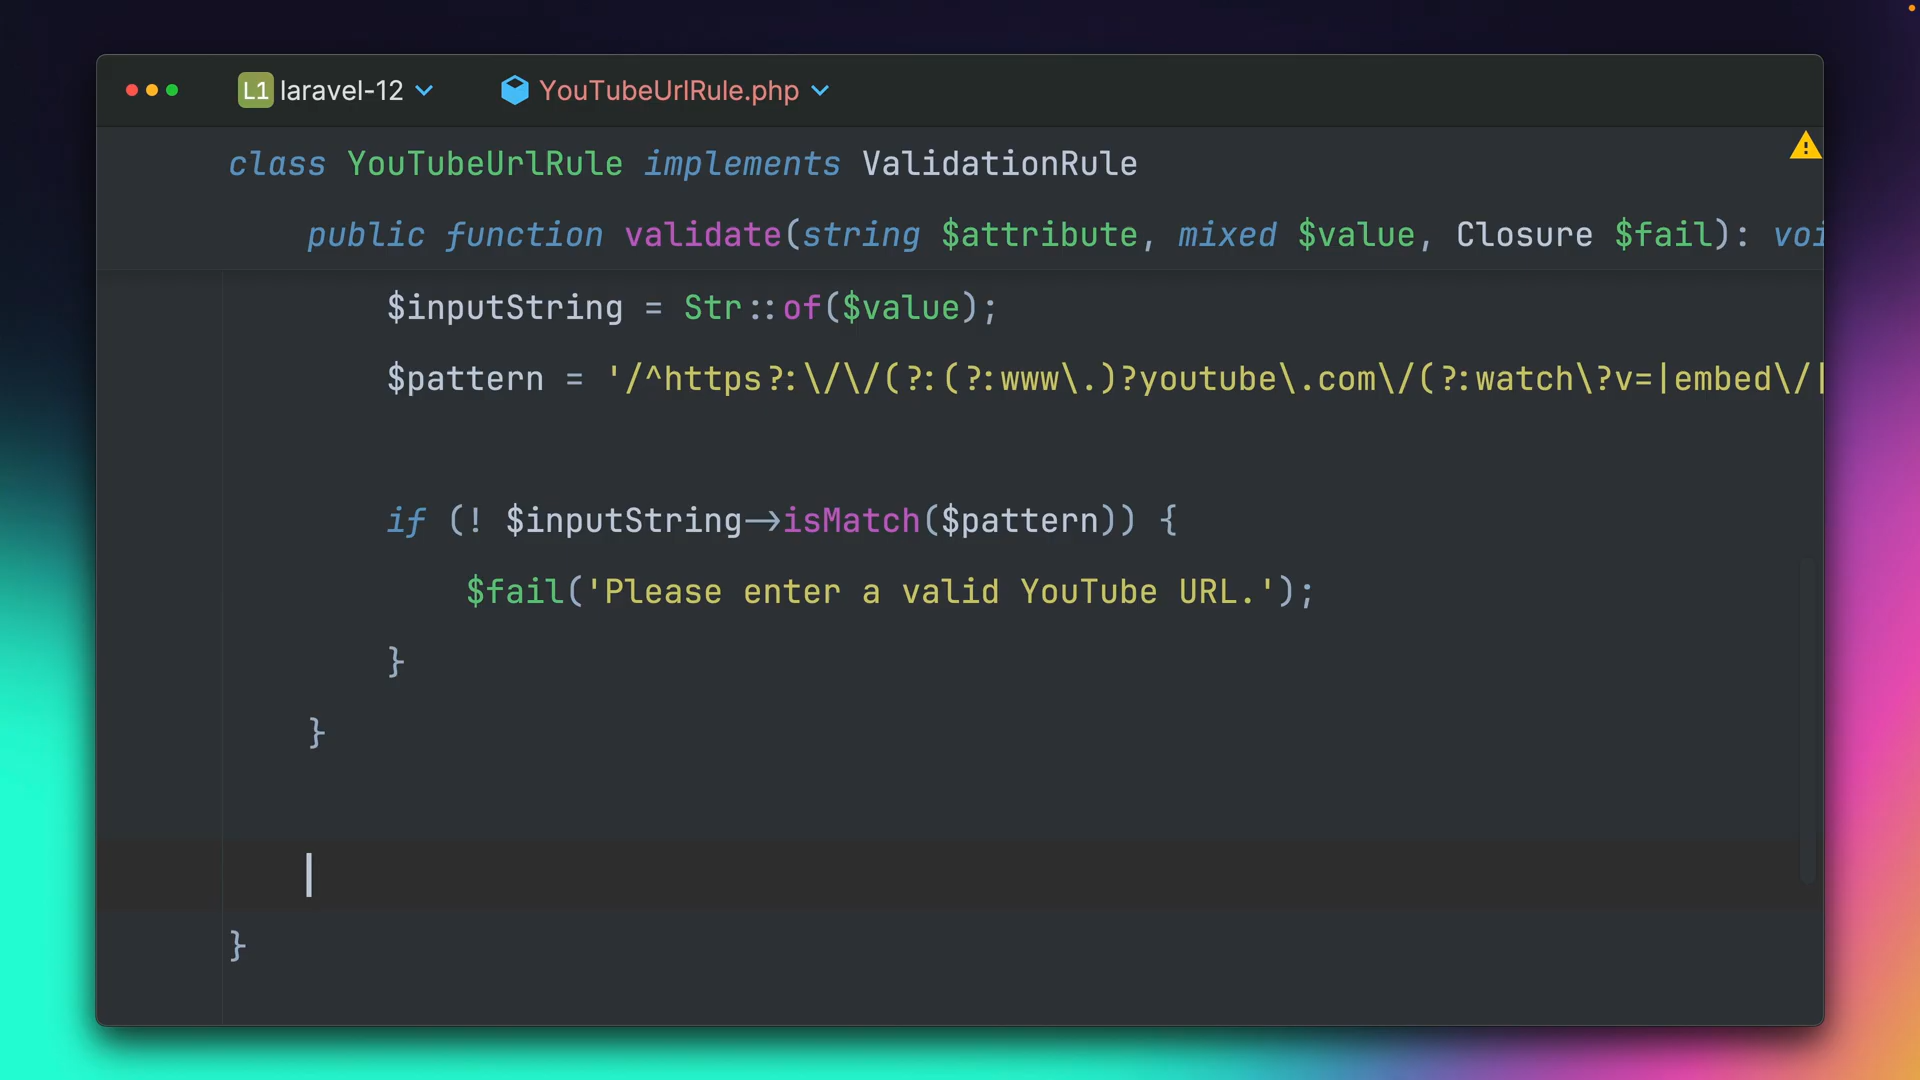 L1 laravel-12 YouTubeUrlRule.php
class YouTubeUrlRule implements ValidationRule
public function validate(string $attribute, mixed $value, Closure $fail): voi
$inputString = Str::of($value);
$pattern = '/^https?:\/\/(?:(?:www\.)?youtube\.com\/(?:watch\?v=|embed\/|
if (! $inputString->isMatch($pattern)) {
$fail('Please enter a valid YouTube URL.');
}
}
}